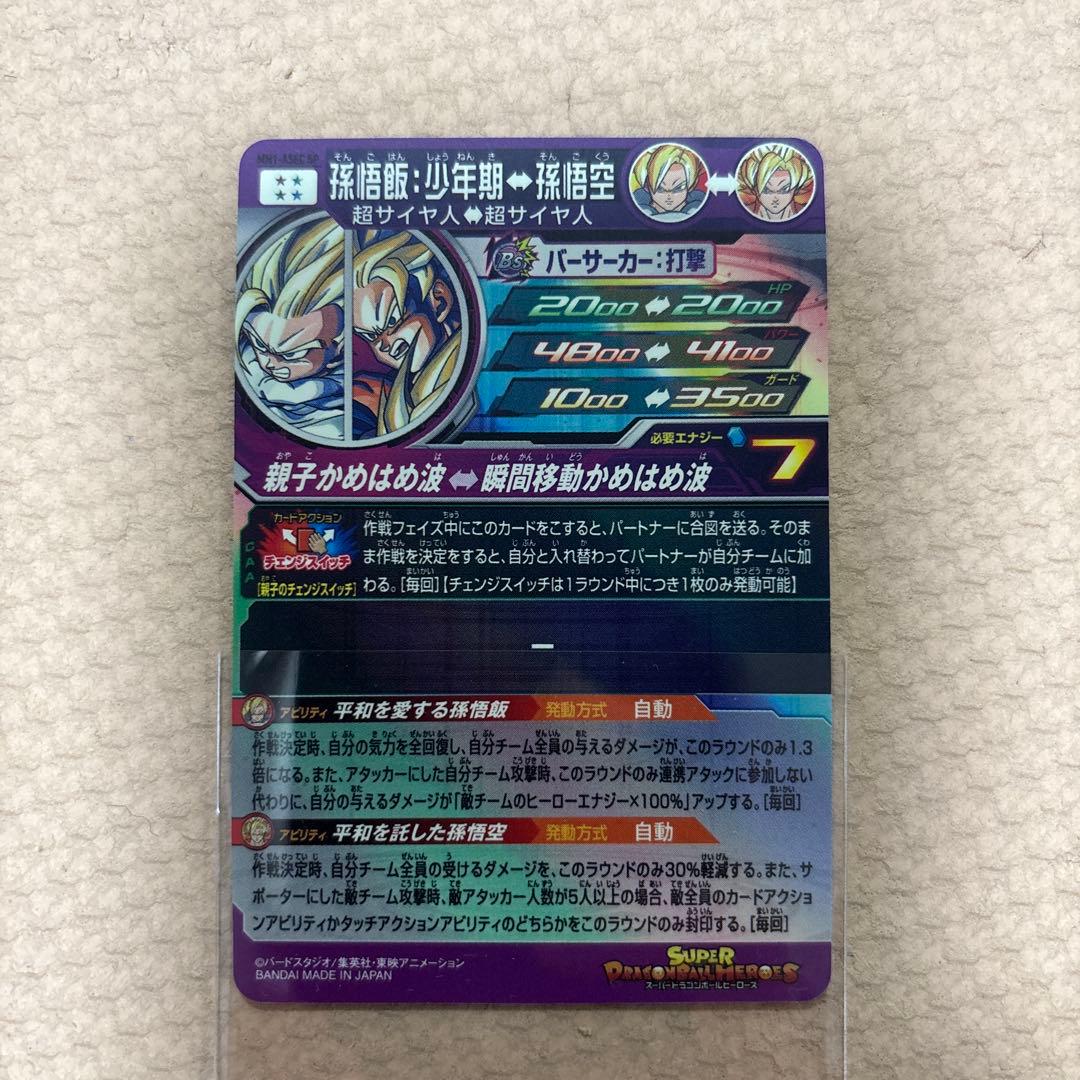 MM1-ASEC SP
孫悟飯:少年期↔孫悟空
超サイヤ人↔超サイヤ人
Bs バーサーカー:打撃
HP
2000↔2000
パワー
4800↔4100
ガード
1000↔3500
必要エナジー 7
親子かめはめ波↔瞬間移動かめはめ波
CAA
カードアクション
チェンジスイッチ
[親子のチェンジスイッチ]
作戦フェイズ中にこのカードをこすると、パートナーに合図を送る。そのま
ま作戦を決定をすると、自分と入れ替わってパートナーが自分チームに加
わる。[毎回]【チェンジスイッチは1ラウンド中につき1枚のみ発動可能】
ー
アビリティ 平和を愛する孫悟飯 発動方式 自動
作戦決定時、自分の気力を全回復し、自分チーム全員の与えるダメージが、このラウンドのみ1.3
倍になる。また、アタッカーにした自分チーム攻撃時、このラウンドのみ連携アタックに参加しない
代わりに、自分の与えるダメージが「敵チームのヒーローエナジー×100%」アップする。[毎回]
アビリティ 平和を託した孫悟空 発動方式 自動
作戦決定時、自分チーム全員の受けるダメージを、このラウンドのみ30%軽減する。また、サ
ポーターにした敵チーム攻撃時、敵アタッカー人数が5人以上の場合、敵全員のカードアクショ
ンアビリティかタッチアクションアビリティのどちらかをこのラウンドのみ封印する。[毎回]
©バードスタジオ/集英社・東映アニメーション
BANDAI MADE IN JAPAN
SUPER
DRAGONBALL HEROES
スーパードラゴンボールヒーローズ